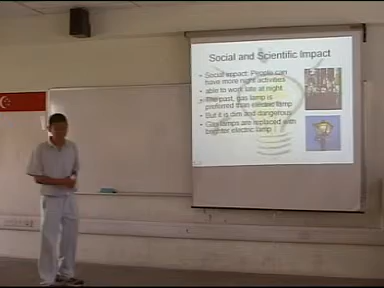 Social and Scientific Impact
• Social impact: People can
have more night activities
• able to work late at night
• The past, gas lamp is
preferred than electric lamp
• But it is dim and dangerous
• Gas lamps are replaced with
brighter electric lamp